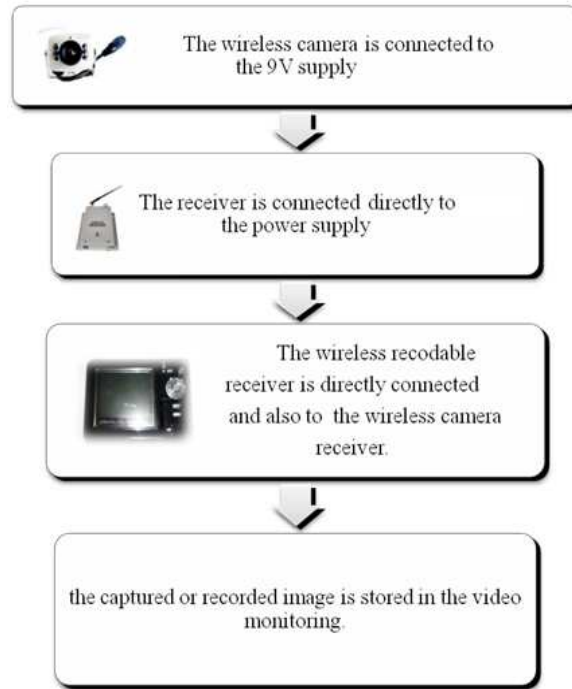 The wireless camera is connected to
the 9V supply
The receiver is connected directly to
the power supply
The wireless recodable
receiver is directly connected
and also to the wireless camera
receiver.
the captured or recorded image is stored in the video
monitoring.